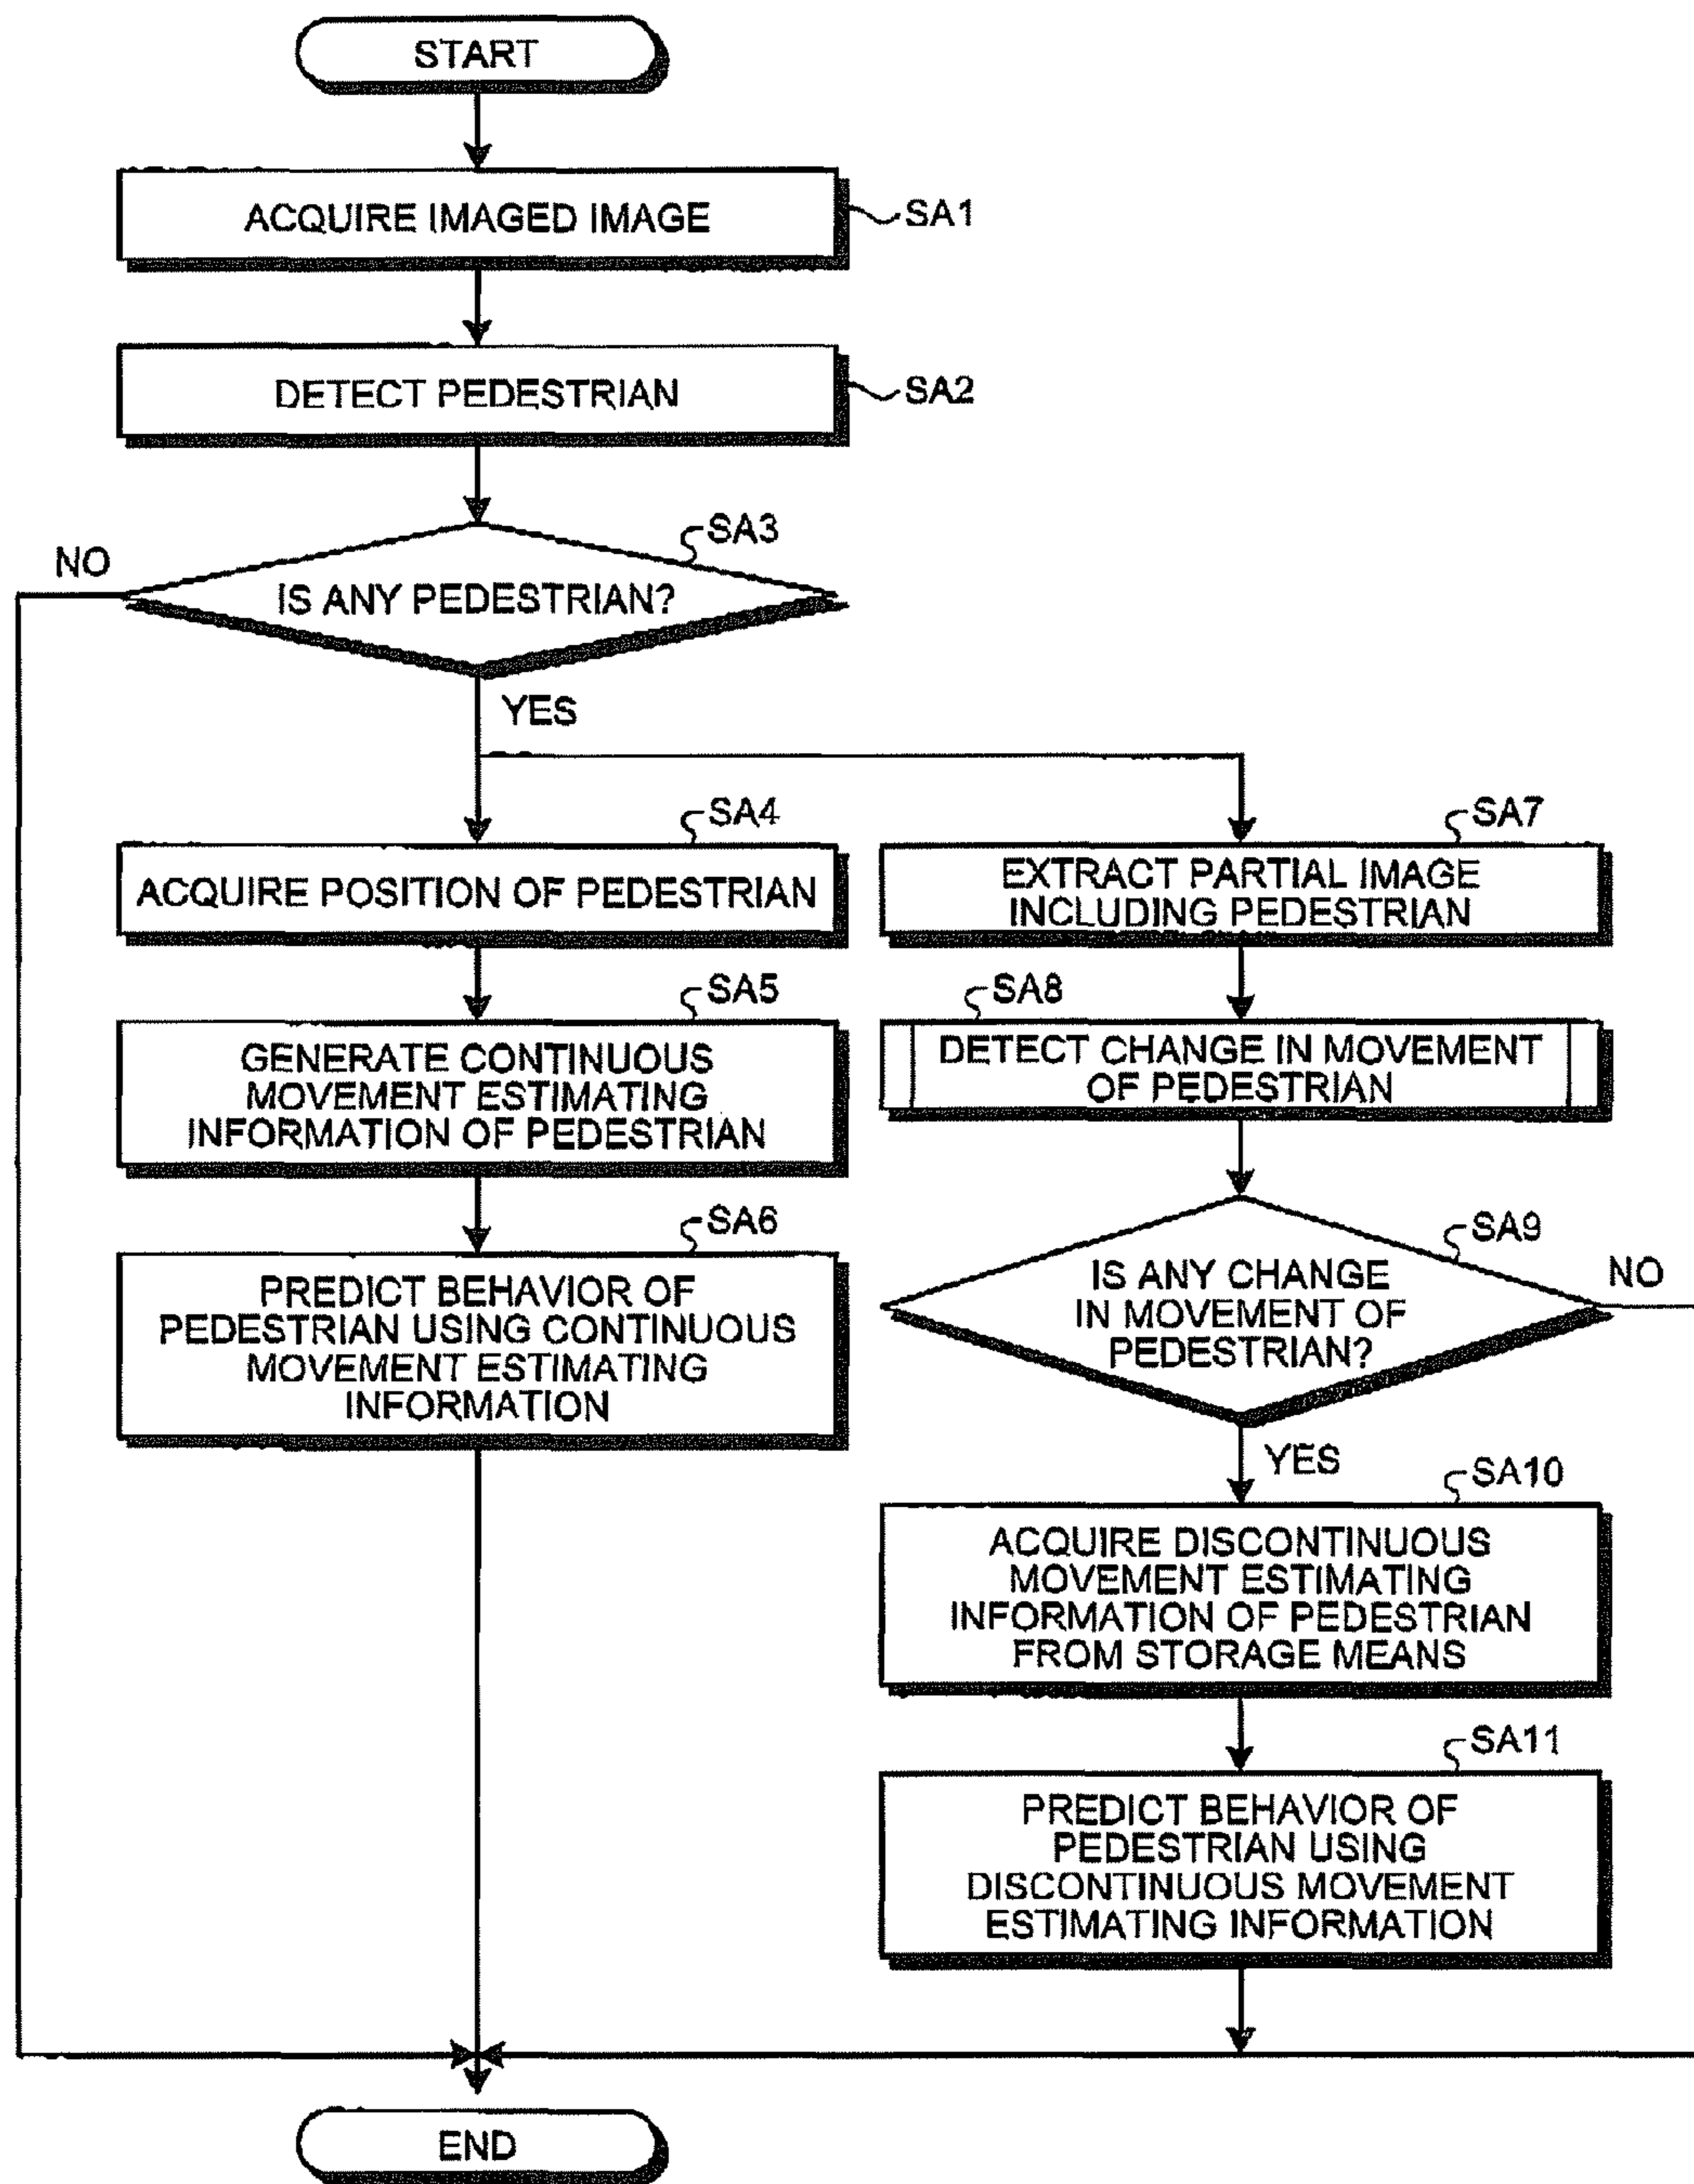 START
ACQUIRE IMAGED IMAGE
SA1
DETECT PEDESTRIAN
SA2
SA3
NO
IS ANY PEDESTRIAN?
YES
SA4
ACQUIRE POSITION OF PEDESTRIAN
SA5
GENERATE CONTINUOUS
MOVEMENT ESTIMATING
INFORMATION OF PEDESTRIAN
SA6
PREDICT BEHAVIOR OF
PEDESTRIAN USING CONTINUOUS
MOVEMENT ESTIMATING
INFORMATION
SA7
EXTRACT PARTIAL IMAGE
INCLUDING PEDESTRIAN
SA8
DETECT CHANGE IN MOVEMENT
OF PEDESTRIAN
SA9
IS ANY CHANGE
IN MOVEMENT OF
PEDESTRIAN?
NO
YES
SA10
ACQUIRE DISCONTINUOUS
MOVEMENT ESTIMATING
INFORMATION OF PEDESTRIAN
FROM STORAGE MEANS
SA11
PREDICT BEHAVIOR OF
PEDESTRIAN USING
DISCONTINUOUS MOVEMENT
ESTIMATING INFORMATION
END